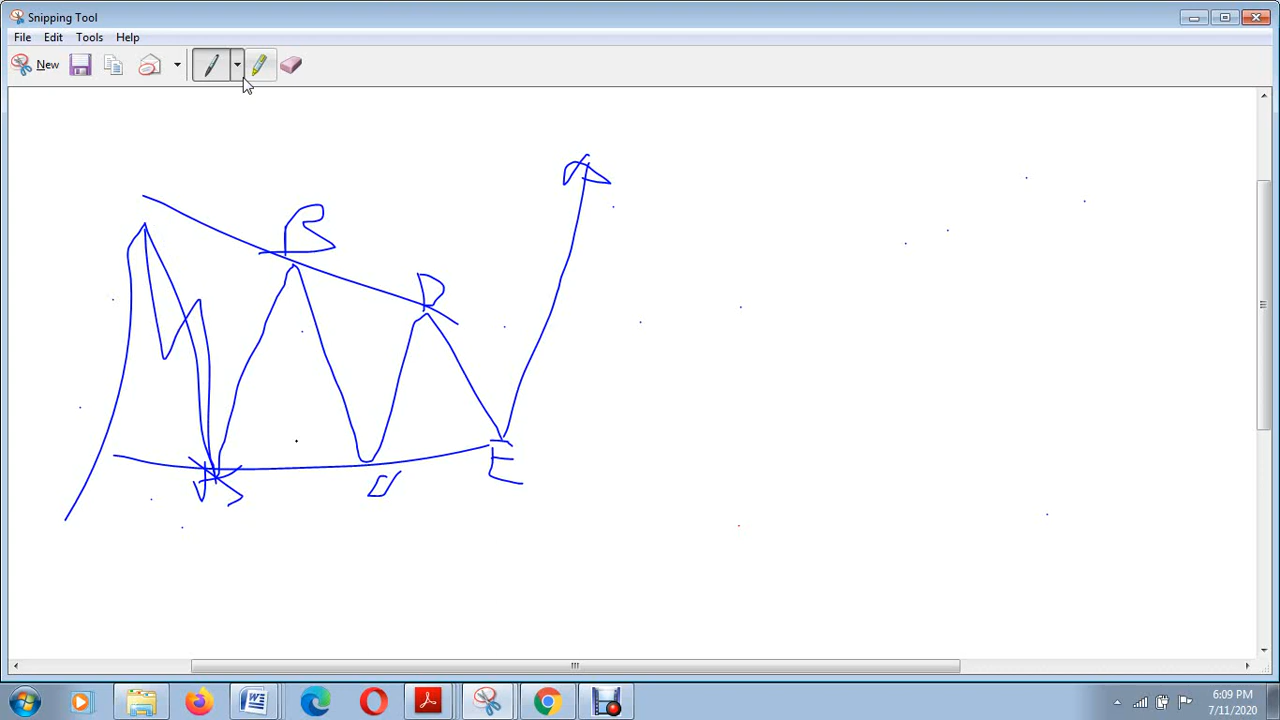 Snipping Tool
File Edit Tools Help
New
B
D
E
6:09 PM
7/11/2020